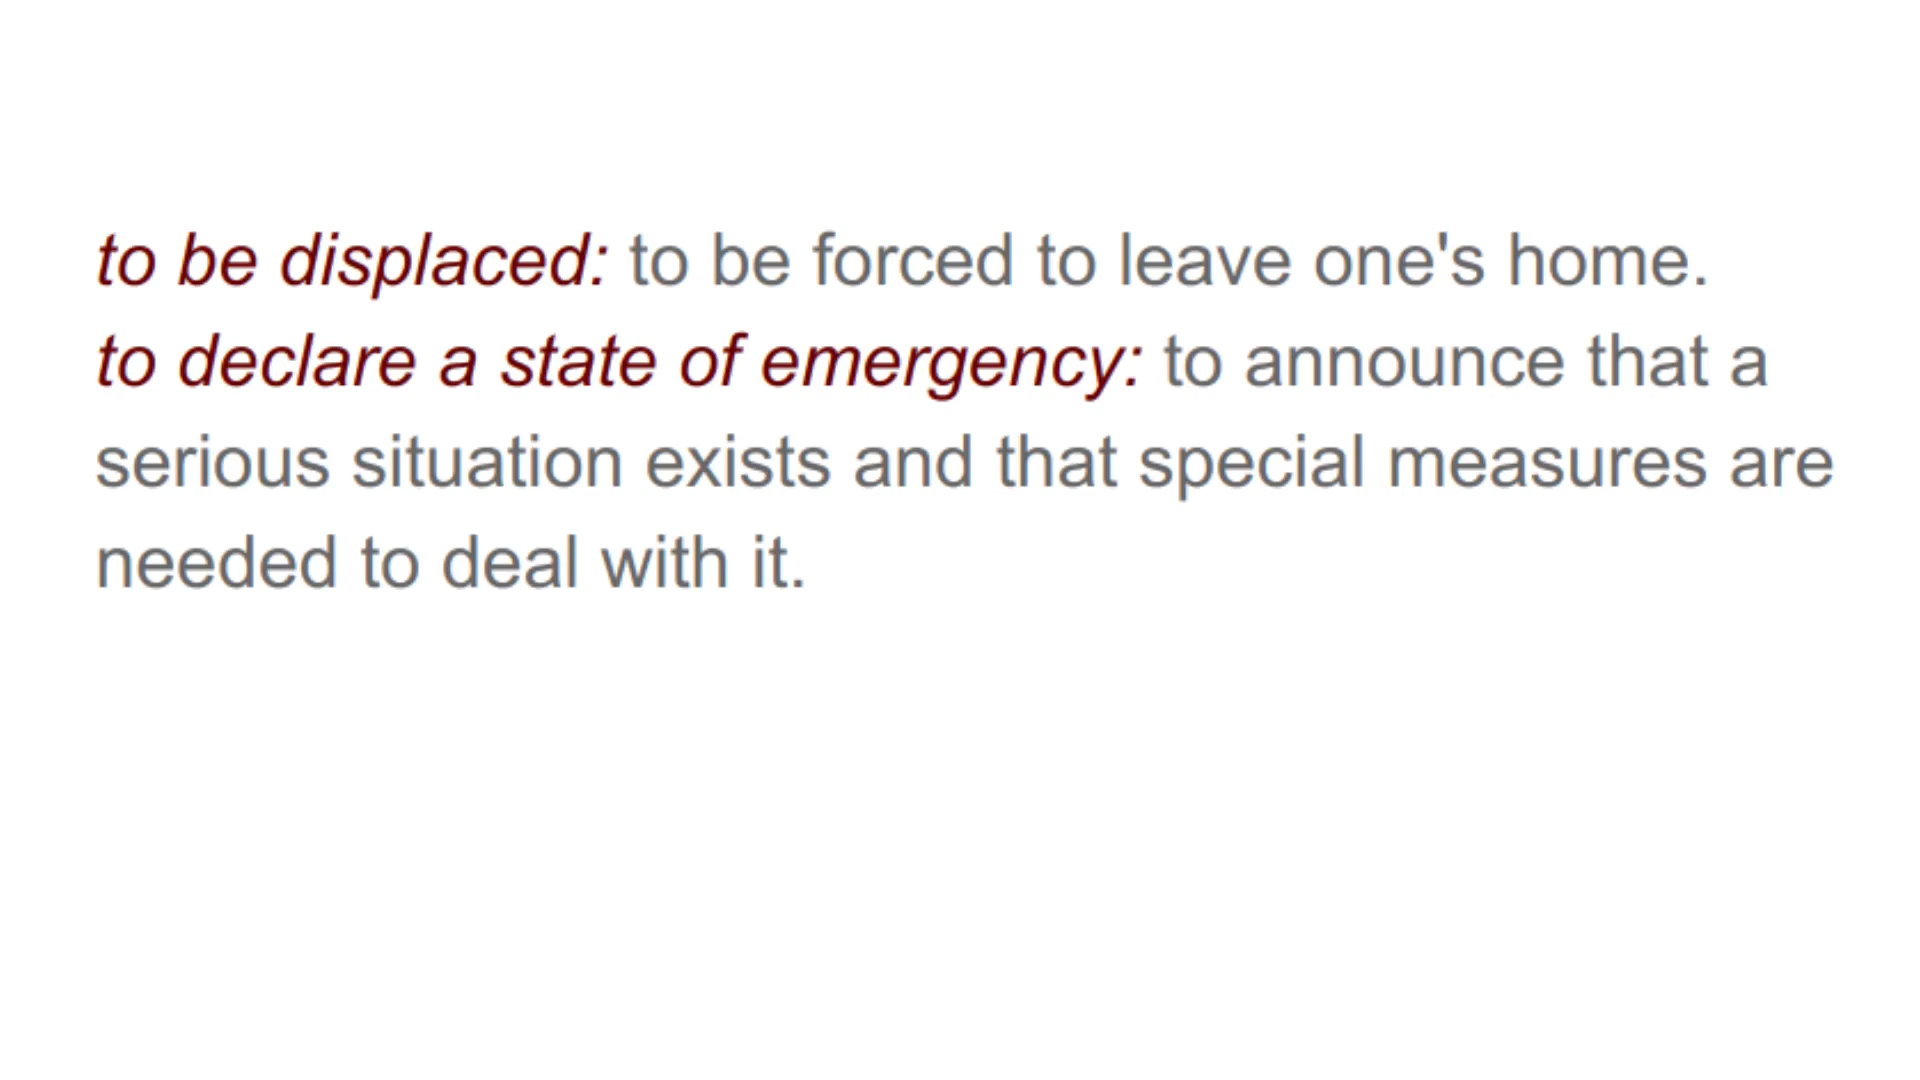 to be displaced: to be forced to leave one's home.
to declare a state of emergency: to announce that a
serious situation exists and that special measures are
needed to deal with it.